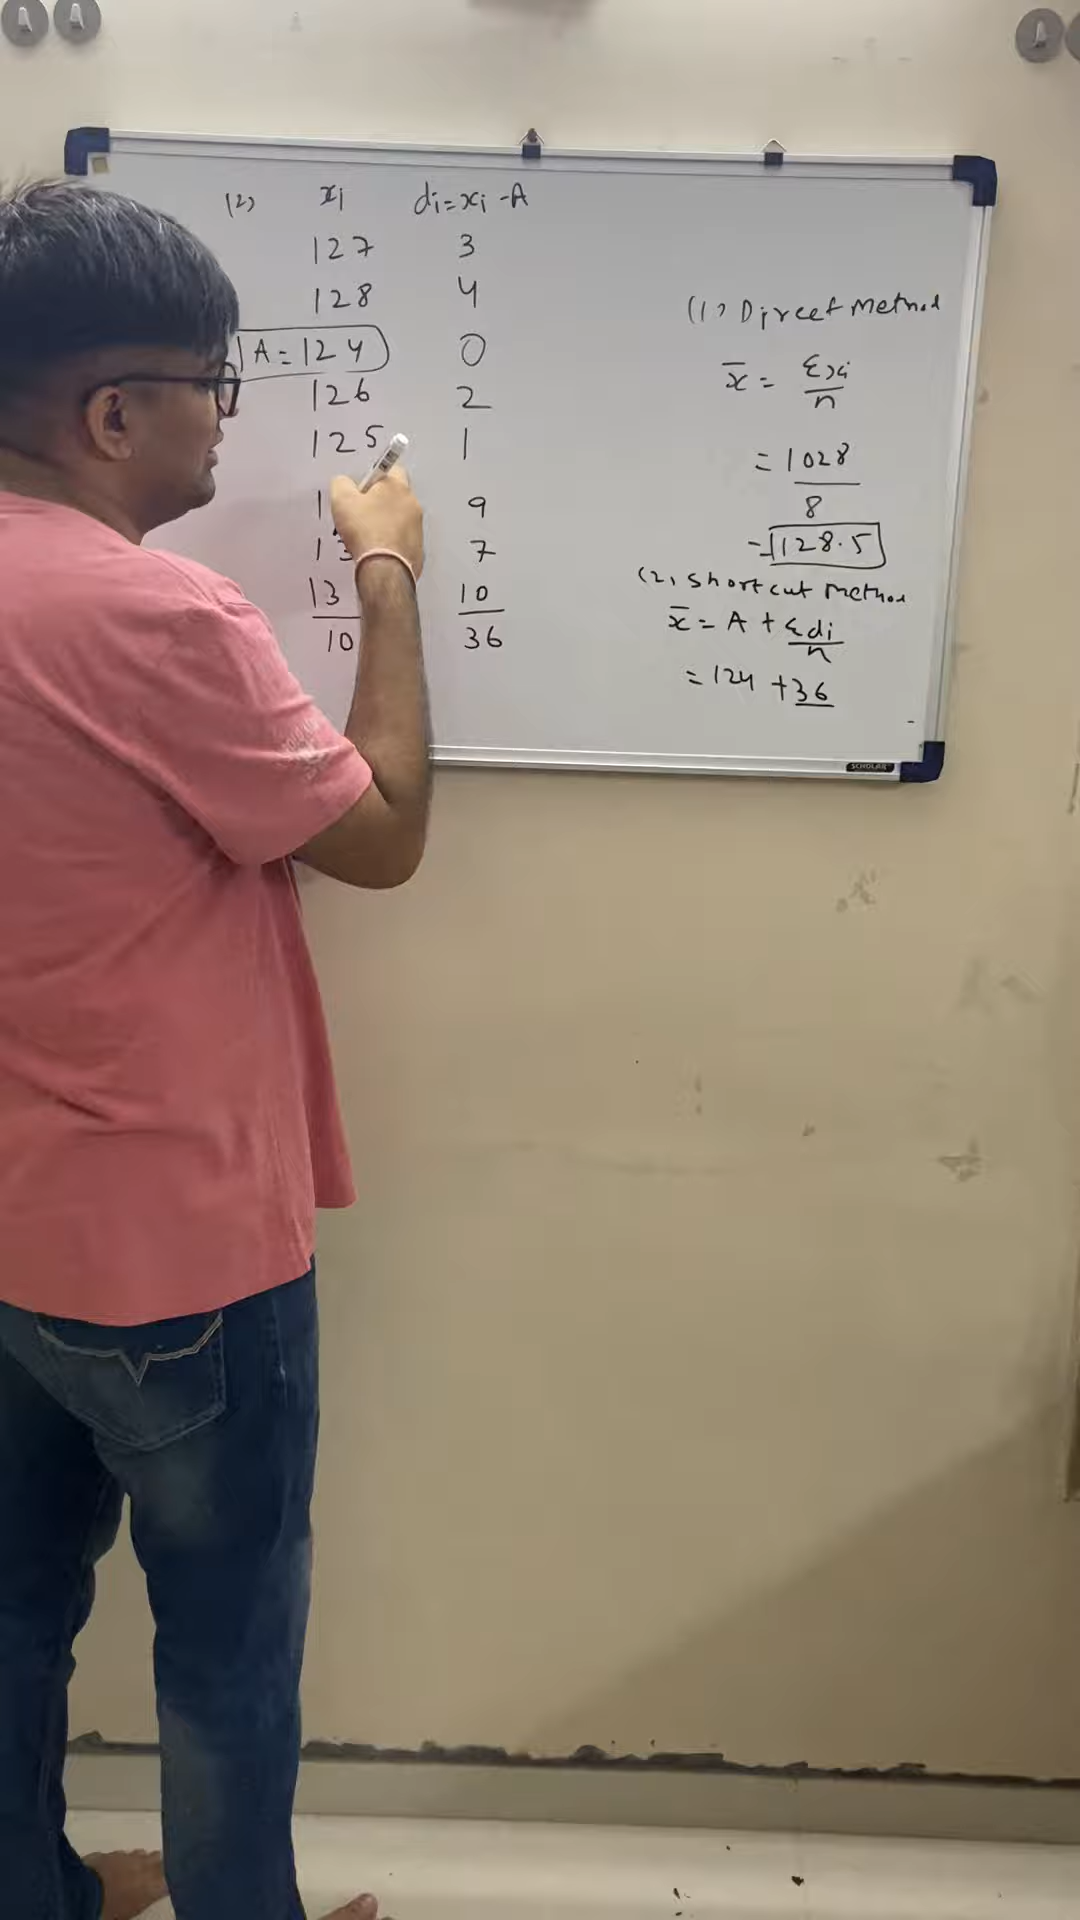 (2) xi di=xi -A
127 3
128 4
A=124 0
126 2
125 1
1 9
13 7
13 10
10 36
(1) Direct Method
x̄ = Σxi/n
= 1028/8
= 128.5
(2) Shortcut Method
x̄ = A + Σdi/n
= 124 + 36
SCHOLAR